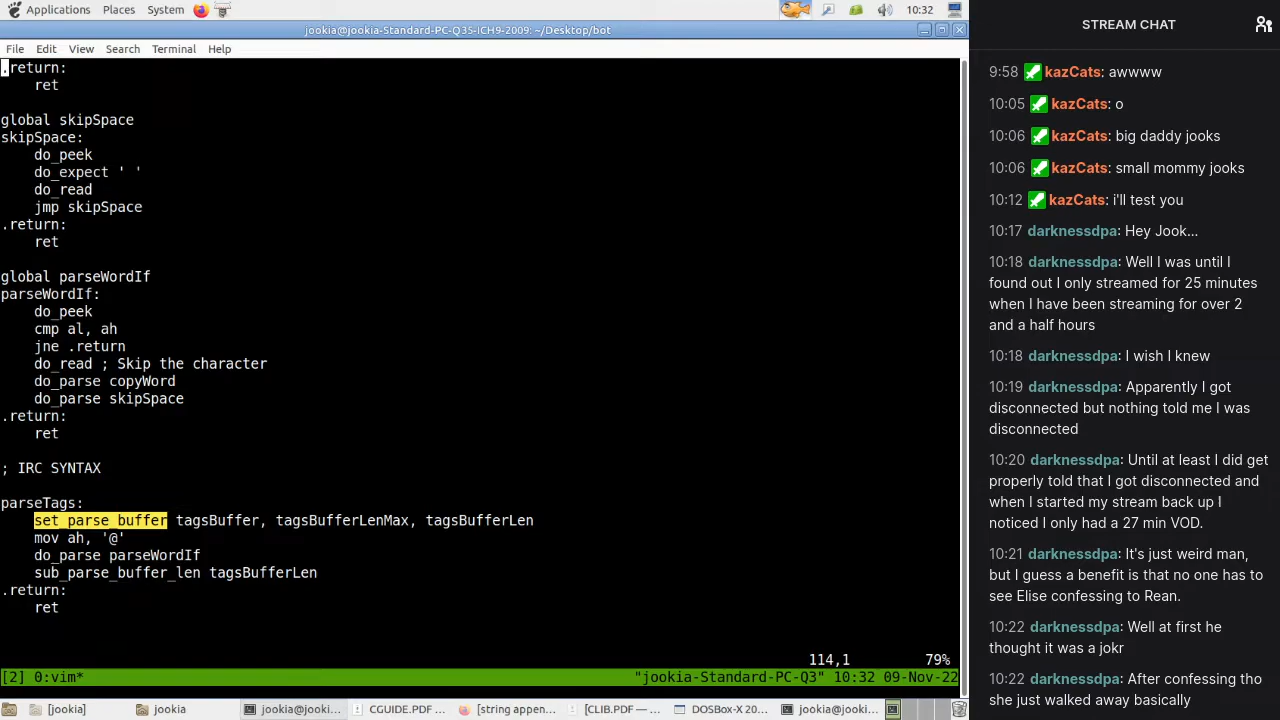 Applications Places System 10:32
jookia@jookia-Standard-PC-Q35-ICH9-2009: ~/Desktop/bot
File Edit View Search Terminal Help
.return:
ret
global skipSpace
skipSpace:
do_peek
do_expect ' '
do_read
jmp skipSpace
.return:
ret
global parseWordIf
parseWordIf:
do_peek
cmp al, ah
jne .return
do_read ; Skip the character
do_parse copyWord
do_parse skipSpace
.return:
ret
; IRC SYNTAX
parseTags:
set_parse_buffer tagsBuffer, tagsBufferLenMax, tagsBufferLen
mov ah, '@'
do_parse parseWordIf
sub_parse_buffer_len tagsBufferLen
.return:
ret
114,1 79%
[2] 0:vim* "jookia-Standard-PC-Q3" 10:32 09-Nov-22
[jookia] jookia jookia@jooki... CGUIDE.PDF ... [string appen... [CLIB.PDF] —... DOSBox-X 20... jookia@jooki...
STREAM CHAT
9:58 kazCats: awwww
10:05 kazCats: o
10:06 kazCats: big daddy jooks
10:06 kazCats: small mommy jooks
10:12 kazCats: i'll test you
10:17 darknessdpa: Hey Jook...
10:18 darknessdpa: Well I was until I
found out I only streamed for 25 minutes
when I have been streaming for over 2
and a half hours
10:18 darknessdpa: I wish I knew
10:19 darknessdpa: Apparently I got
disconnected but nothing told me I was
disconnected
10:20 darknessdpa: Until at least I did get
properly told that I got disconnected and
when I started my stream back up I
noticed I only had a 27 min VOD.
10:21 darknessdpa: It's just weird man,
but I guess a benefit is that no one has to
see Elise confessing to Rean.
10:22 darknessdpa: Well at first he
thought it was a jokr
10:22 darknessdpa: After confessing tho
she just walked away basically